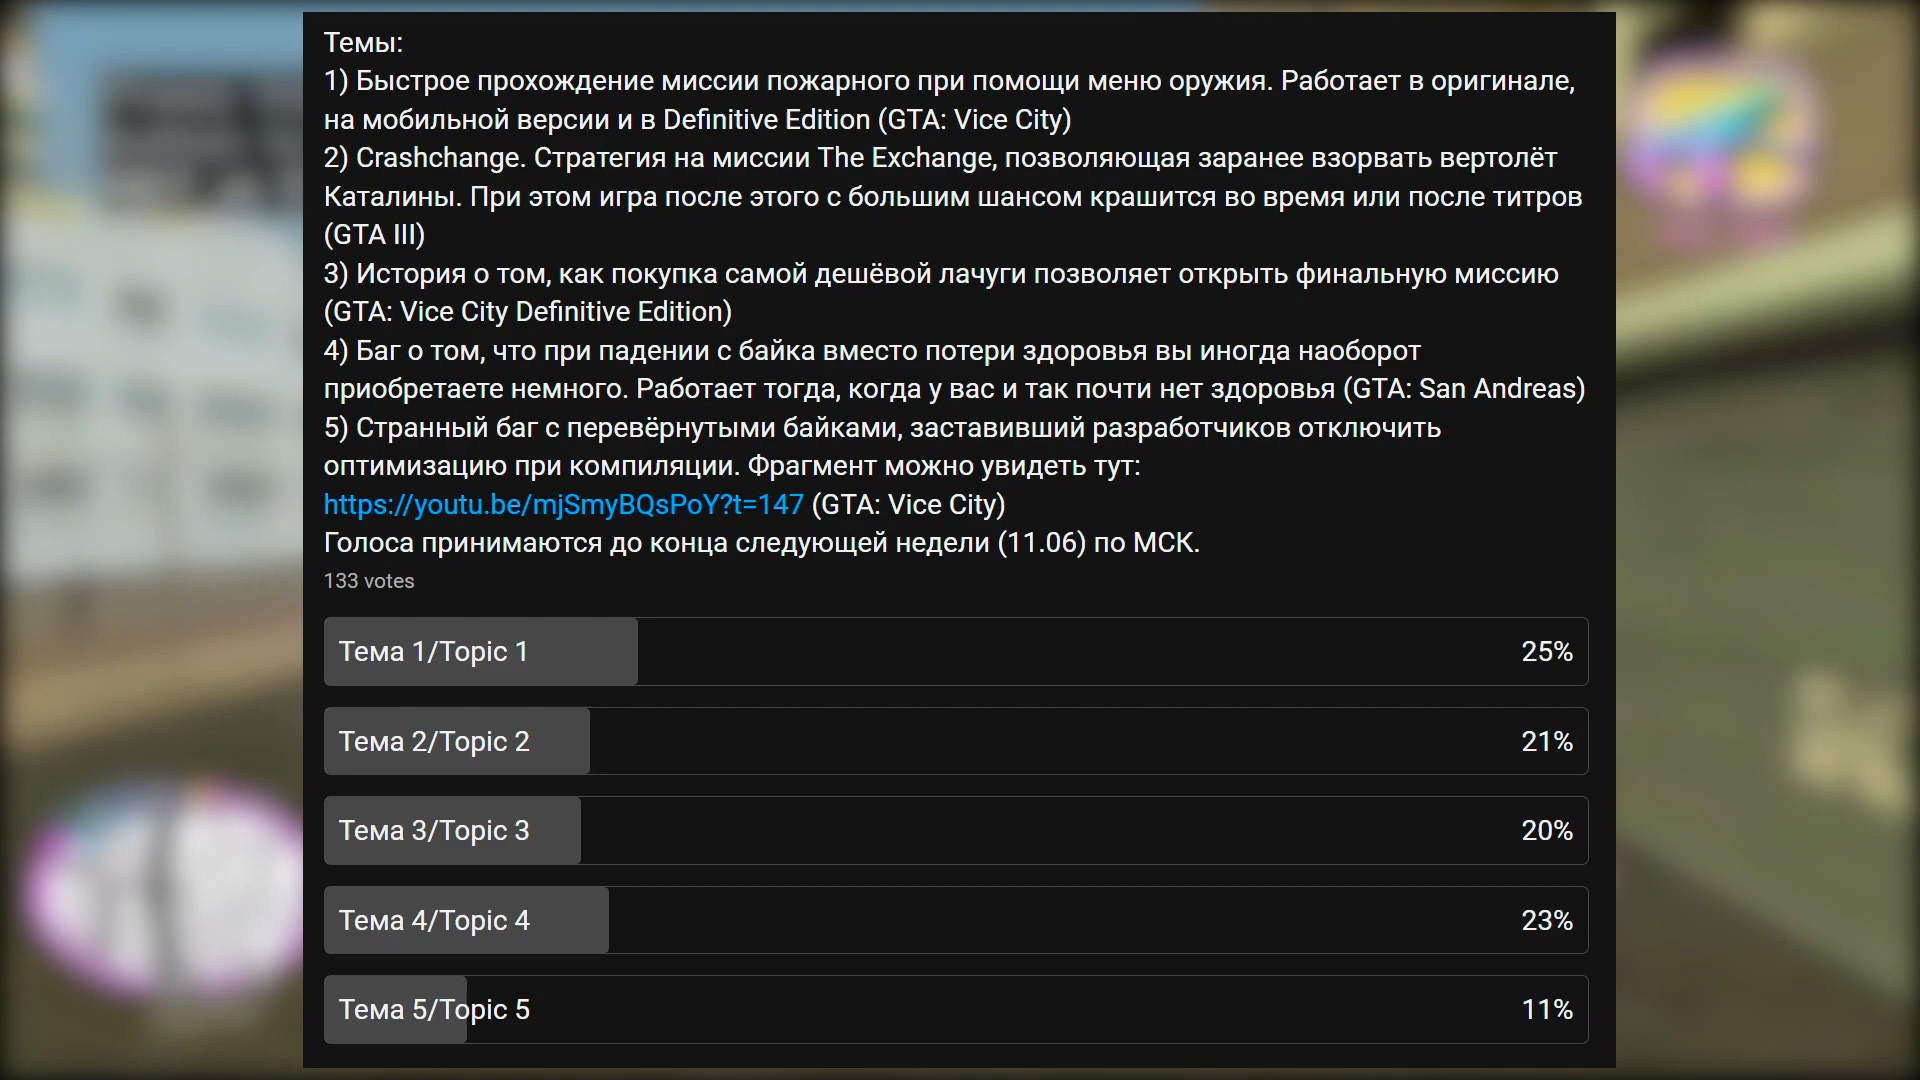 Темы:
1) Быстрое прохождение миссии пожарного при помощи меню оружия. Работает в оригинале,
на мобильной версии и в Definitive Edition (GTA: Vice City)
2) Crashchange. Стратегия на миссии The Exchange, позволяющая заранее взорвать вертолёт
Каталины. При этом игра после этого с большим шансом крашится во время или после титров
(GTA III)
3) История о том, как покупка самой дешёвой лачуги позволяет открыть финальную миссию
(GTA: Vice City Definitive Edition)
4) Баг о том, что при падении с байка вместо потери здоровья вы иногда наоборот
приобретаете немного. Работает тогда, когда у вас и так почти нет здоровья (GTA: San Andreas)
5) Странный баг с перевёрнутыми байками, заставивший разработчиков отключить
оптимизацию при компиляции. Фрагмент можно увидеть тут:
https://youtu.be/mjSmyBQsPoY?t=147 (GTA: Vice City)
Голоса принимаются до конца следующей недели (11.06) по МСК.
133 votes
Тема 1/Topic 1 25%
Тема 2/Topic 2 21%
Тема 3/Topic 3 20%
Тема 4/Topic 4 23%
Тема 5/Topic 5 11%